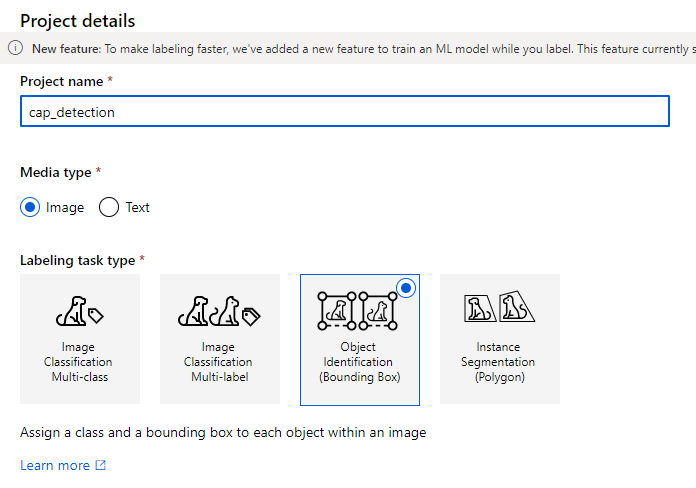 Project details
New feature: To make labeling faster, we've added a new feature to train an ML model while you label. This feature currently s
Project name *
cap_detection
Media type *
Image Text
Labeling task type *
Image Classification Multi-class
Image Classification Multi-label
Object Identification (Bounding Box)
Instance Segmentation (Polygon)
Assign a class and a bounding box to each object within an image
Learn more